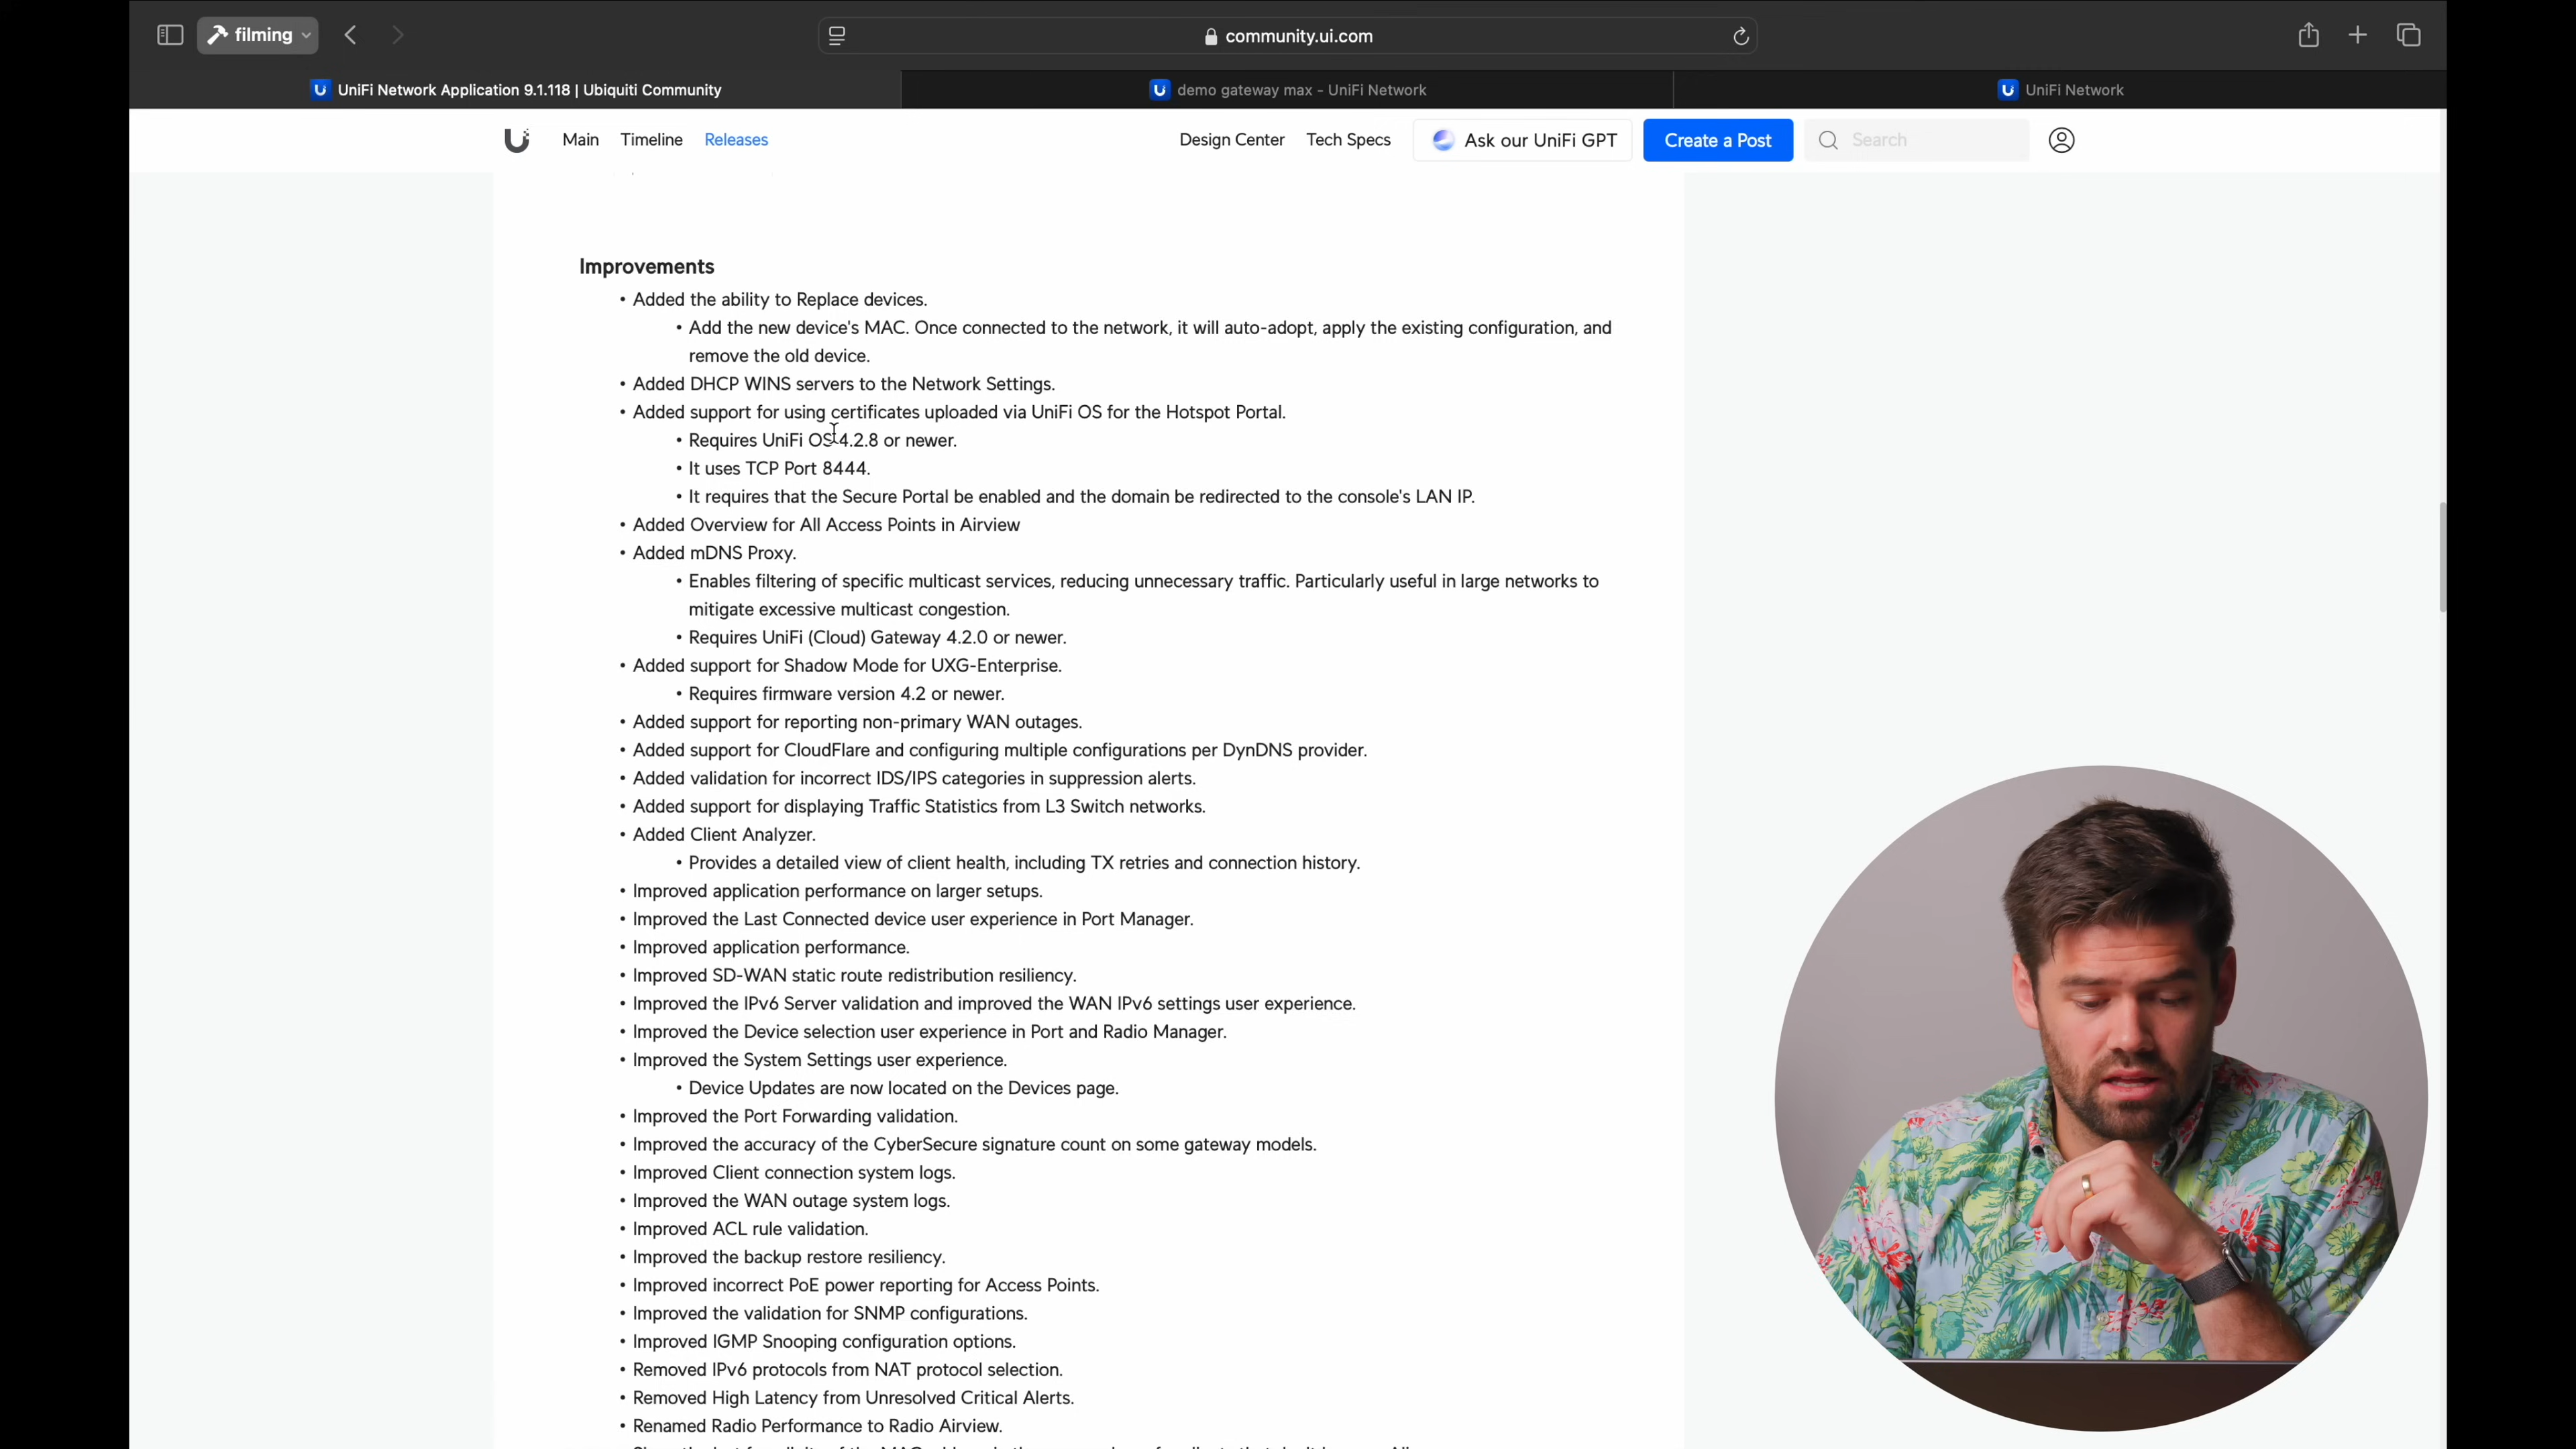 filming
community.ui.com
UniFi Network Application 9.1.118 | Ubiquiti Community
demo gateway max - UniFi Network
UniFi Network
Main
Timeline
Releases
Design Center
Tech Specs
Ask our UniFi GPT
Create a Post
Search
Improvements
• Added the ability to Replace devices.
• Add the new device's MAC. Once connected to the network, it will auto-adopt, apply the existing configuration, and
remove the old device.
• Added DHCP WINS servers to the Network Settings.
• Added support for using certificates uploaded via UniFi OS for the Hotspot Portal.
• Requires UniFi OS 4.2.8 or newer.
• It uses TCP Port 8444.
• It requires that the Secure Portal be enabled and the domain be redirected to the console's LAN IP.
• Added Overview for All Access Points in Airview
• Added mDNS Proxy.
• Enables filtering of specific multicast services, reducing unnecessary traffic. Particularly useful in large networks to
mitigate excessive multicast congestion.
• Requires UniFi (Cloud) Gateway 4.2.0 or newer.
• Added support for Shadow Mode for UXG-Enterprise.
• Requires firmware version 4.2 or newer.
• Added support for reporting non-primary WAN outages.
• Added support for CloudFlare and configuring multiple configurations per DynDNS provider.
• Added validation for incorrect IDS/IPS categories in suppression alerts.
• Added support for displaying Traffic Statistics from L3 Switch networks.
• Added Client Analyzer.
• Provides a detailed view of client health, including TX retries and connection history.
• Improved application performance on larger setups.
• Improved the Last Connected device user experience in Port Manager.
• Improved application performance.
• Improved SD-WAN static route redistribution resiliency.
• Improved the IPv6 Server validation and improved the WAN IPv6 settings user experience.
• Improved the Device selection user experience in Port and Radio Manager.
• Improved the System Settings user experience.
• Device Updates are now located on the Devices page.
• Improved the Port Forwarding validation.
• Improved the accuracy of the CyberSecure signature count on some gateway models.
• Improved Client connection system logs.
• Improved the WAN outage system logs.
• Improved ACL rule validation.
• Improved the backup restore resiliency.
• Improved incorrect PoE power reporting for Access Points.
• Improved the validation for SNMP configurations.
• Improved IGMP Snooping configuration options.
• Removed IPv6 protocols from NAT protocol selection.
• Removed High Latency from Unresolved Critical Alerts.
• Renamed Radio Performance to Radio Airview.